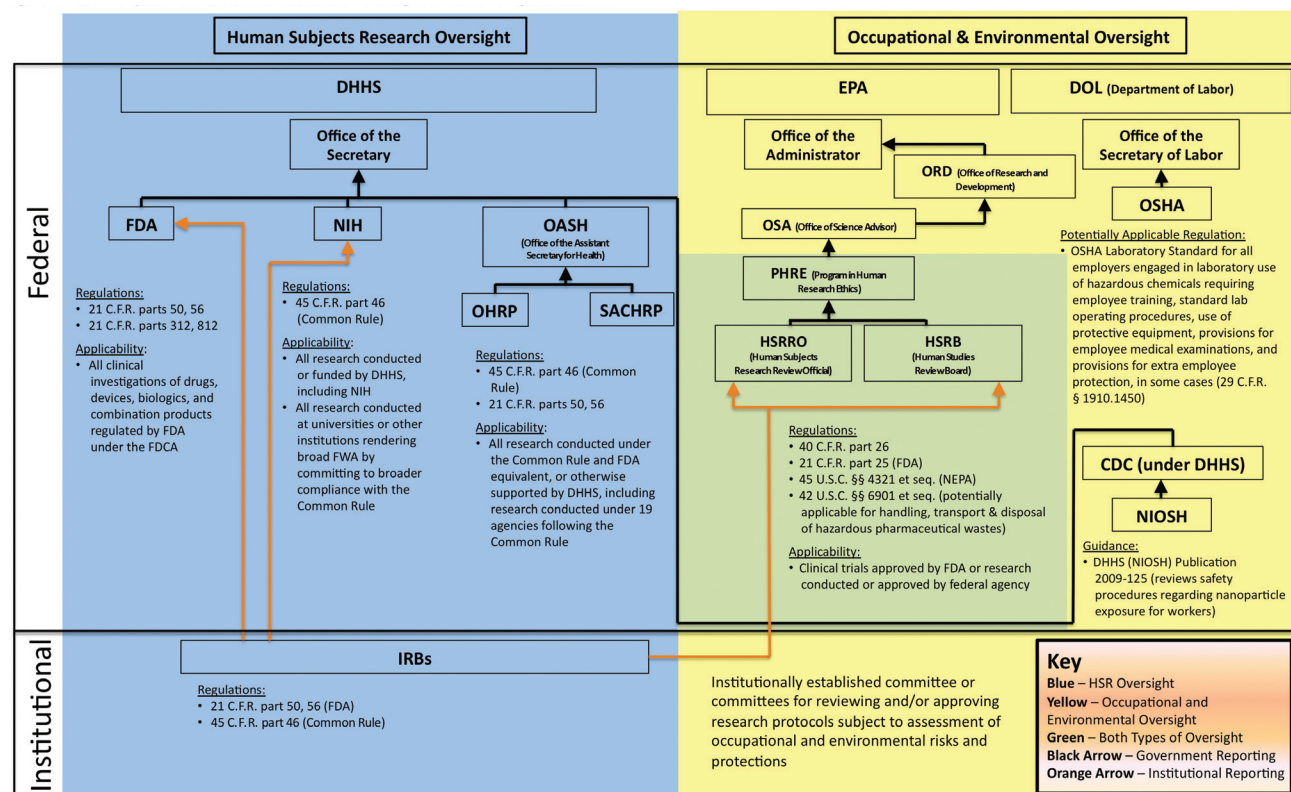 Human Subjects Research Oversight
Occupational & Environmental Oversight
Federal
DHHS
Office of the
Secretary
FDA
NIH
OASH
(Office of the Assistant
Secretary for Health)
OHRP
SACHRP
Regulations:
• 21 C.F.R. parts 50, 56
• 21 C.F.R. parts 312, 812
Applicability:
• All clinical
investigations of drugs,
devices, biologics, and
combination products
regulated by FDA
under the FDCA
Regulations:
• 45 C.F.R. part 46
(Common Rule)
Applicability:
• All research conducted
or funded by DHHS,
including NIH
• All research conducted
at universities or other
institutions rendering
broad FWA by
committing to broader
compliance with the
Common Rule
Regulations:
• 45 C.F.R. part 46 (Common
Rule)
• 21 C.F.R. parts 50, 56
Applicability:
• All research conducted under
the Common Rule and FDA
equivalent, or otherwise
supported by DHHS, including
research conducted under 19
agencies following the
Common Rule
EPA
Office of the
Administrator
ORD (Office of Research and
Development)
OSA (Office of Science Advisor)
PHRE (Program in Human
Research Ethics)
HSRRO
(Human Subjects
Research Review Official)
HSRB
(Human Studies
Review Board)
Regulations:
• 40 C.F.R. part 26
• 21 C.F.R. part 25 (FDA)
• 45 U.S.C. §§ 4321 et seq. (NEPA)
• 42 U.S.C. §§ 6901 et seq. (potentially
applicable for handling, transport & disposal
of hazardous pharmaceutical wastes)
Applicability:
• Clinical trials approved by FDA or research
conducted or approved by federal agency
DOL (Department of Labor)
Office of the
Secretary of Labor
OSHA
Potentially Applicable Regulation:
• OSHA Laboratory Standard for all
employers engaged in laboratory use
of hazardous chemicals requiring
employee training, standard lab
operating procedures, use of
protective equipment, provisions for
employee medical examinations, and
provisions for extra employee
protection, in some cases (29 C.F.R.
§ 1910.1450)
CDC (under DHHS)
NIOSH
Guidance:
• DHHS (NIOSH) Publication
2009-125 (reviews safety
procedures regarding nanoparticle
exposure for workers)
Institutional
IRBs
Regulations:
• 21 C.F.R. part 50, 56 (FDA)
• 45 C.F.R. part 46 (Common Rule)
Institutionally established committee or
committees for reviewing and/or approving
research protocols subject to assessment of
occupational and environmental risks and
protections
Key
Blue – HSR Oversight
Yellow – Occupational and
Environmental Oversight
Green – Both Types of Oversight
Black Arrow – Government Reporting
Orange Arrow – Institutional Reporting